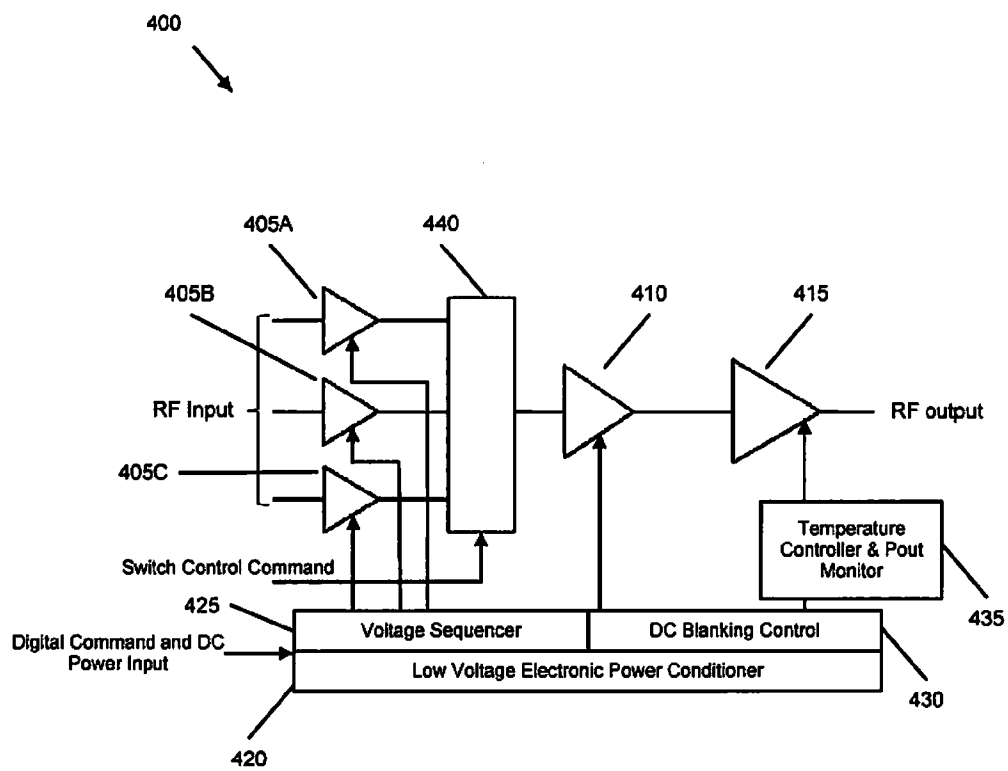 400
405A
440
405B
410
415
RF Input
RF output
405C
Temperature
Controller & Pout
Monitor
Switch Control Command
425
435
Voltage Sequencer
DC Blanking Control
Digital Command and DC
Power Input
Low Voltage Electronic Power Conditioner
430
420